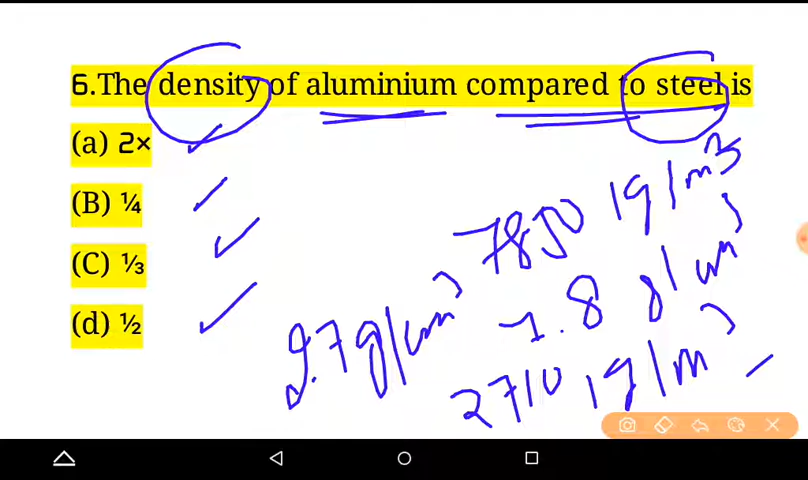 6.The density of aluminium compared to steel is
(a) 2×
(B) ¼
(C) ⅓
(d) ½
7850 kg/m3
7.8 g/cm3
2.7 g/cm3
2710 kg/m3